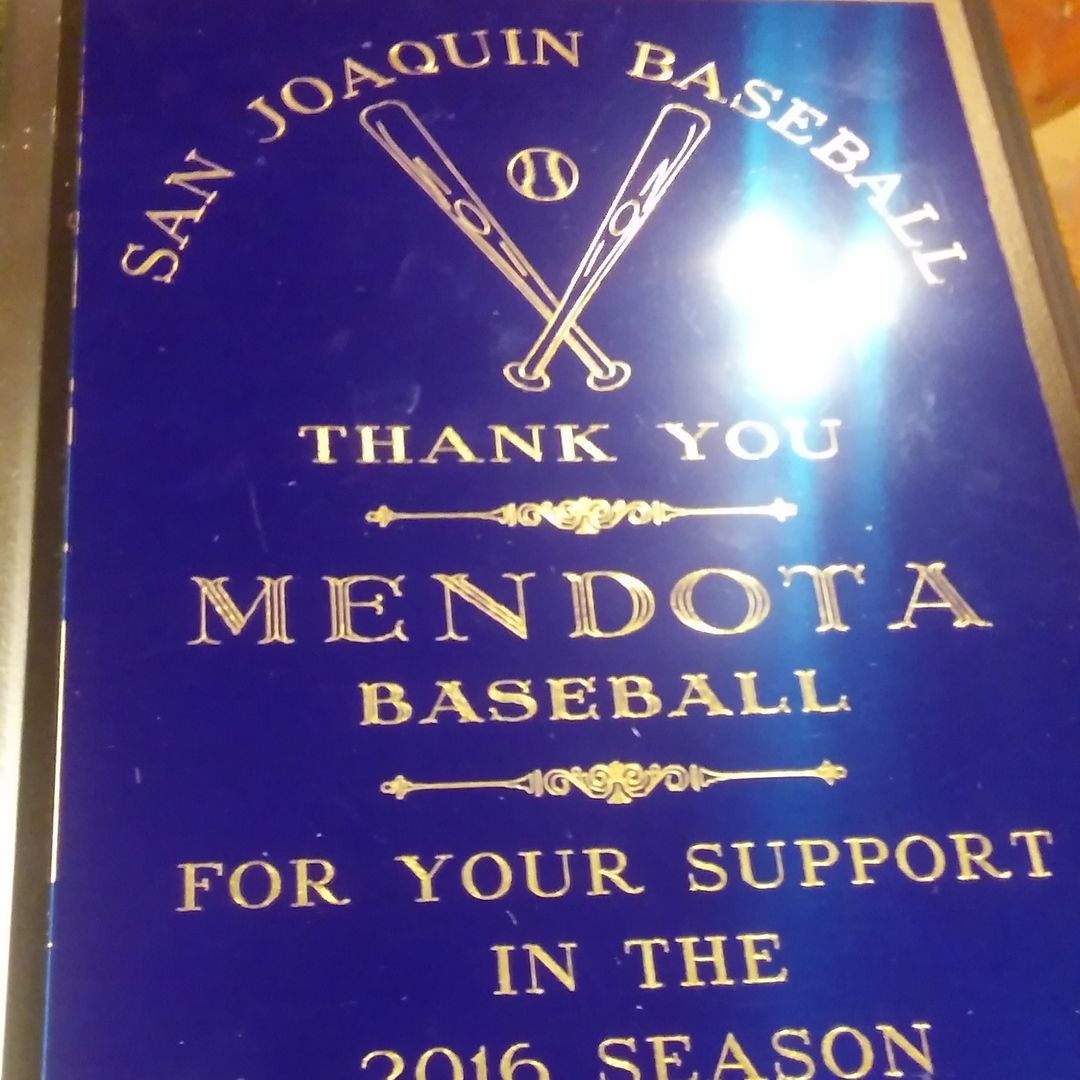 SAN JOAQUIN BASEBALL
THANK YOU
MENDOTA
BASEBALL
FOR YOUR SUPPORT
IN THE
2016 SEASON